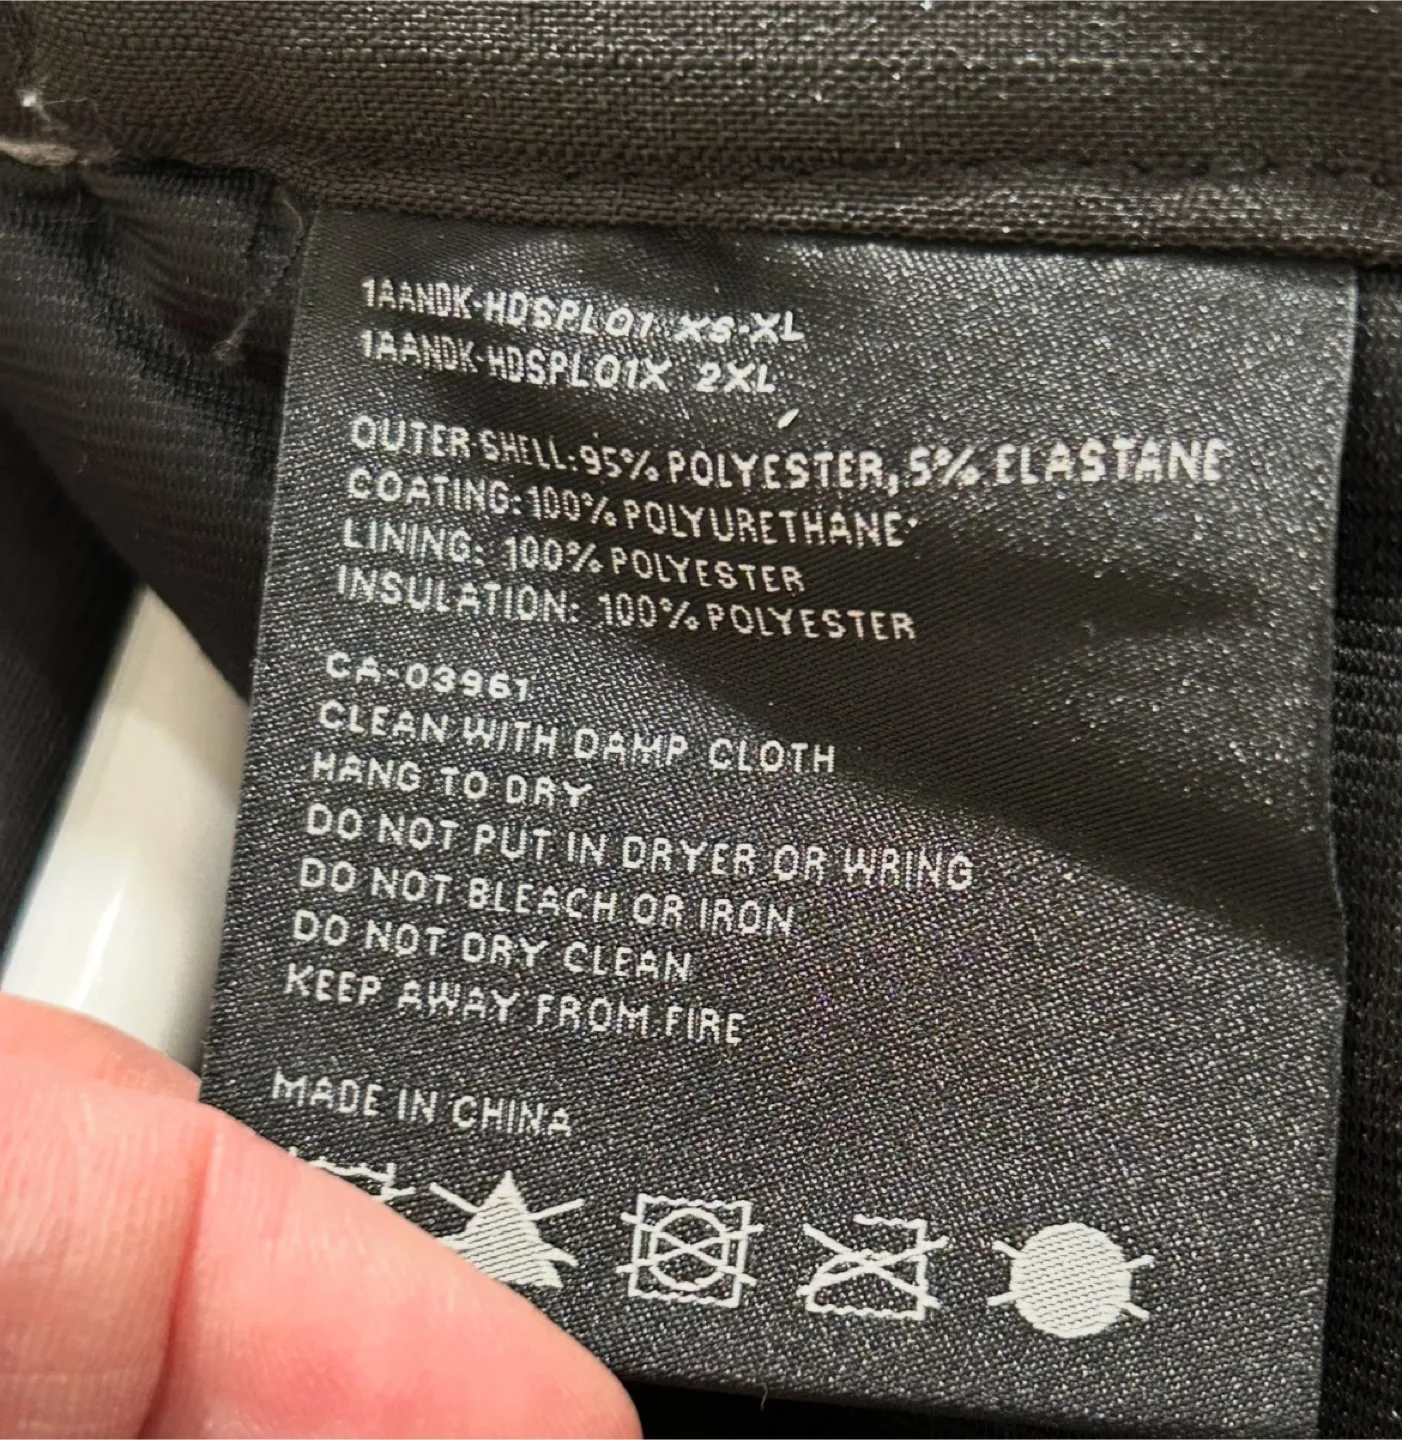 1AANDK-HDSPL01 XS-XL
1AANDK-HDSPL01X 2XL
OUTER SHELL: 95% POLYESTER, 5% ELASTANE
COATING: 100% POLYURETHANE
LINING: 100% POLYESTER
INSULATION: 100% POLYESTER
CA-03961
CLEAN WITH DAMP CLOTH
HANG TO DRY
DO NOT PUT IN DRYER OR WRING
DO NOT BLEACH OR IRON
DO NOT DRY CLEAN
KEEP AWAY FROM FIRE
MADE IN CHINA